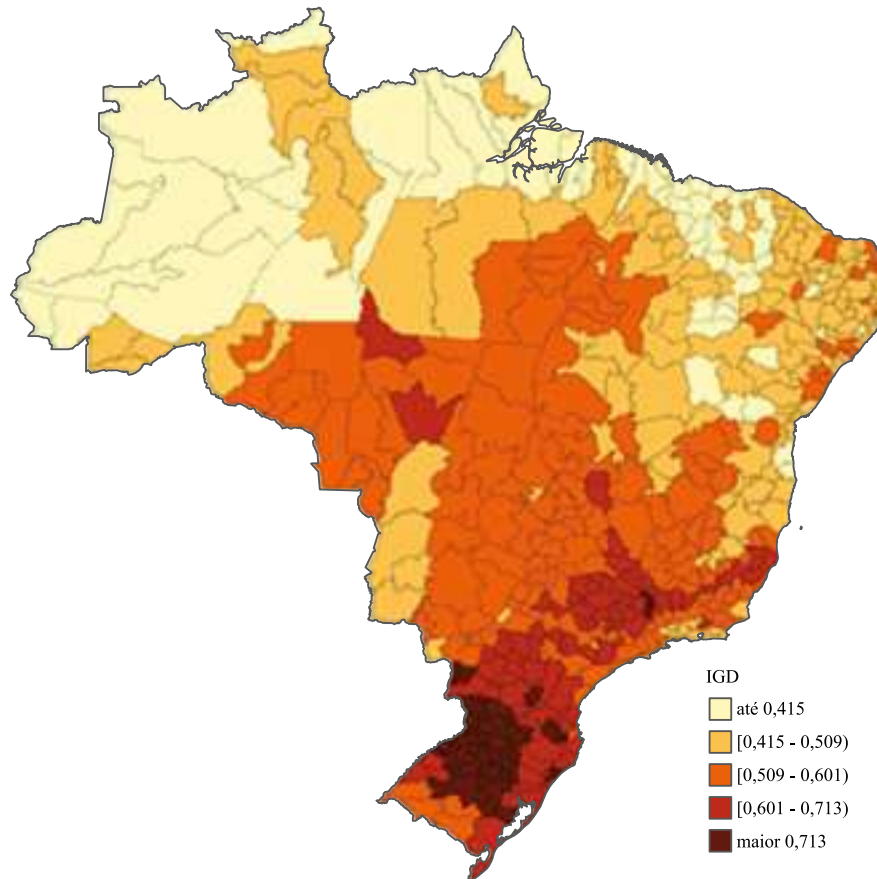 IGD
até 0,415
[0,415 - 0,509)
[0,509 - 0,601)
[0,601 - 0,713)
maior 0,713